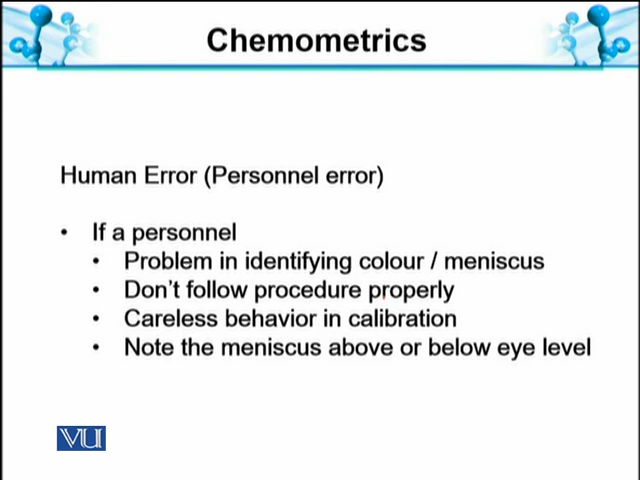 Chemometrics
Human Error (Personnel error)
• If a personnel
• Problem in identifying colour / meniscus
• Don't follow procedure properly
• Careless behavior in calibration
• Note the meniscus above or below eye level
VU